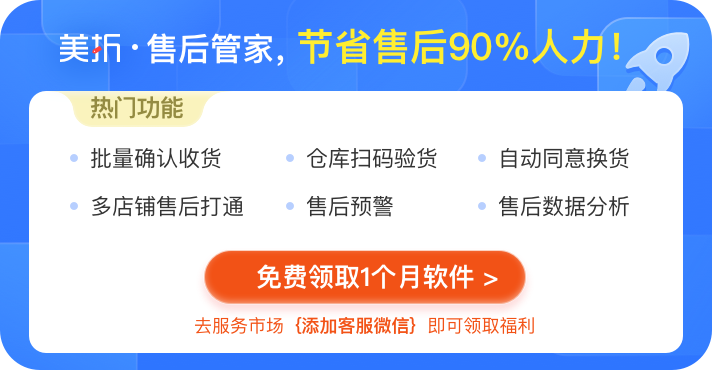 美折·售后管家，节省售后90%人力！
热门功能
批量确认收货 仓库扫码验货 自动同意换货
多店铺售后打通 售后预警 售后数据分析
免费领取1个月软件 >
去服务市场｛添加客服微信｝即可领取福利